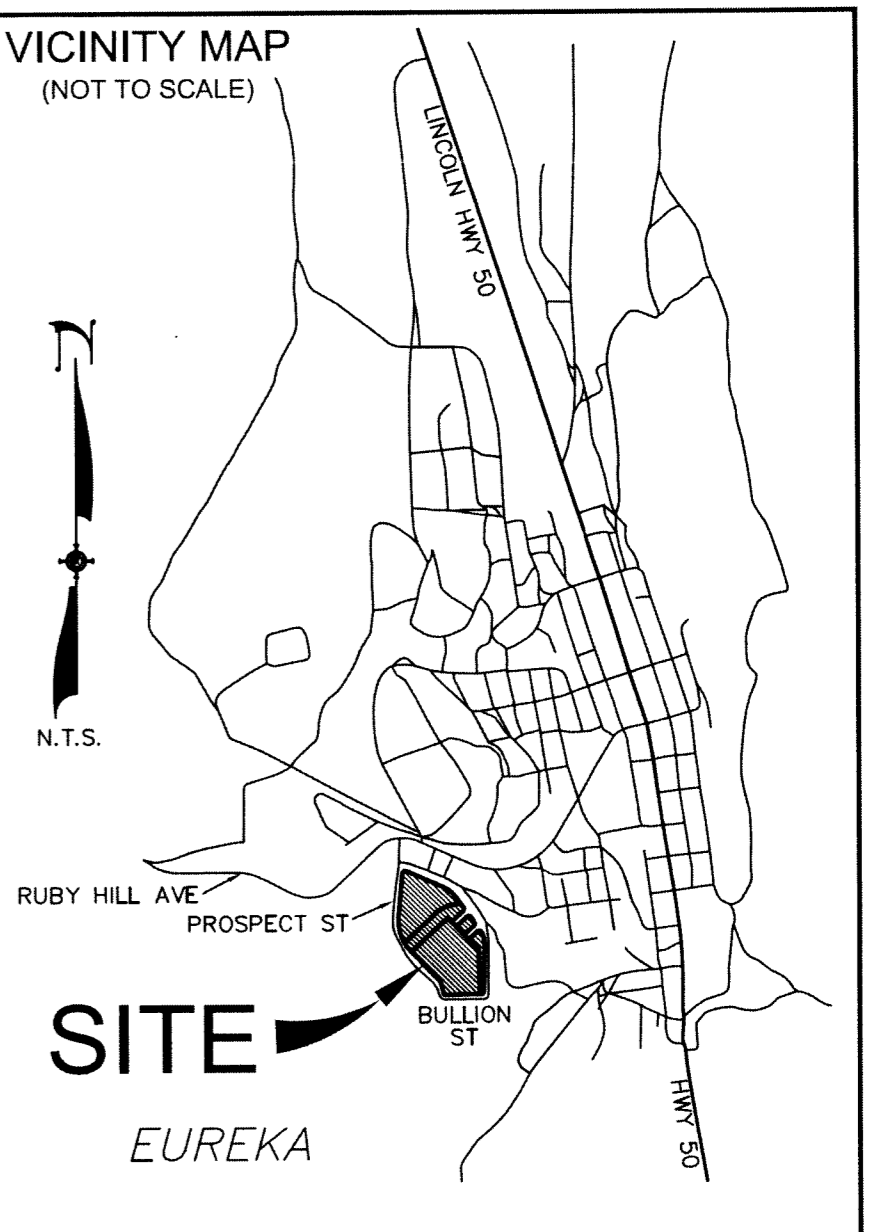 VICINITY MAP
(NOT TO SCALE)
LINCOLN HWY 50
N
N.T.S.
RUBY HILL AVE
PROSPECT ST
SITE
BULLION
ST
HWY 50
EUREKA